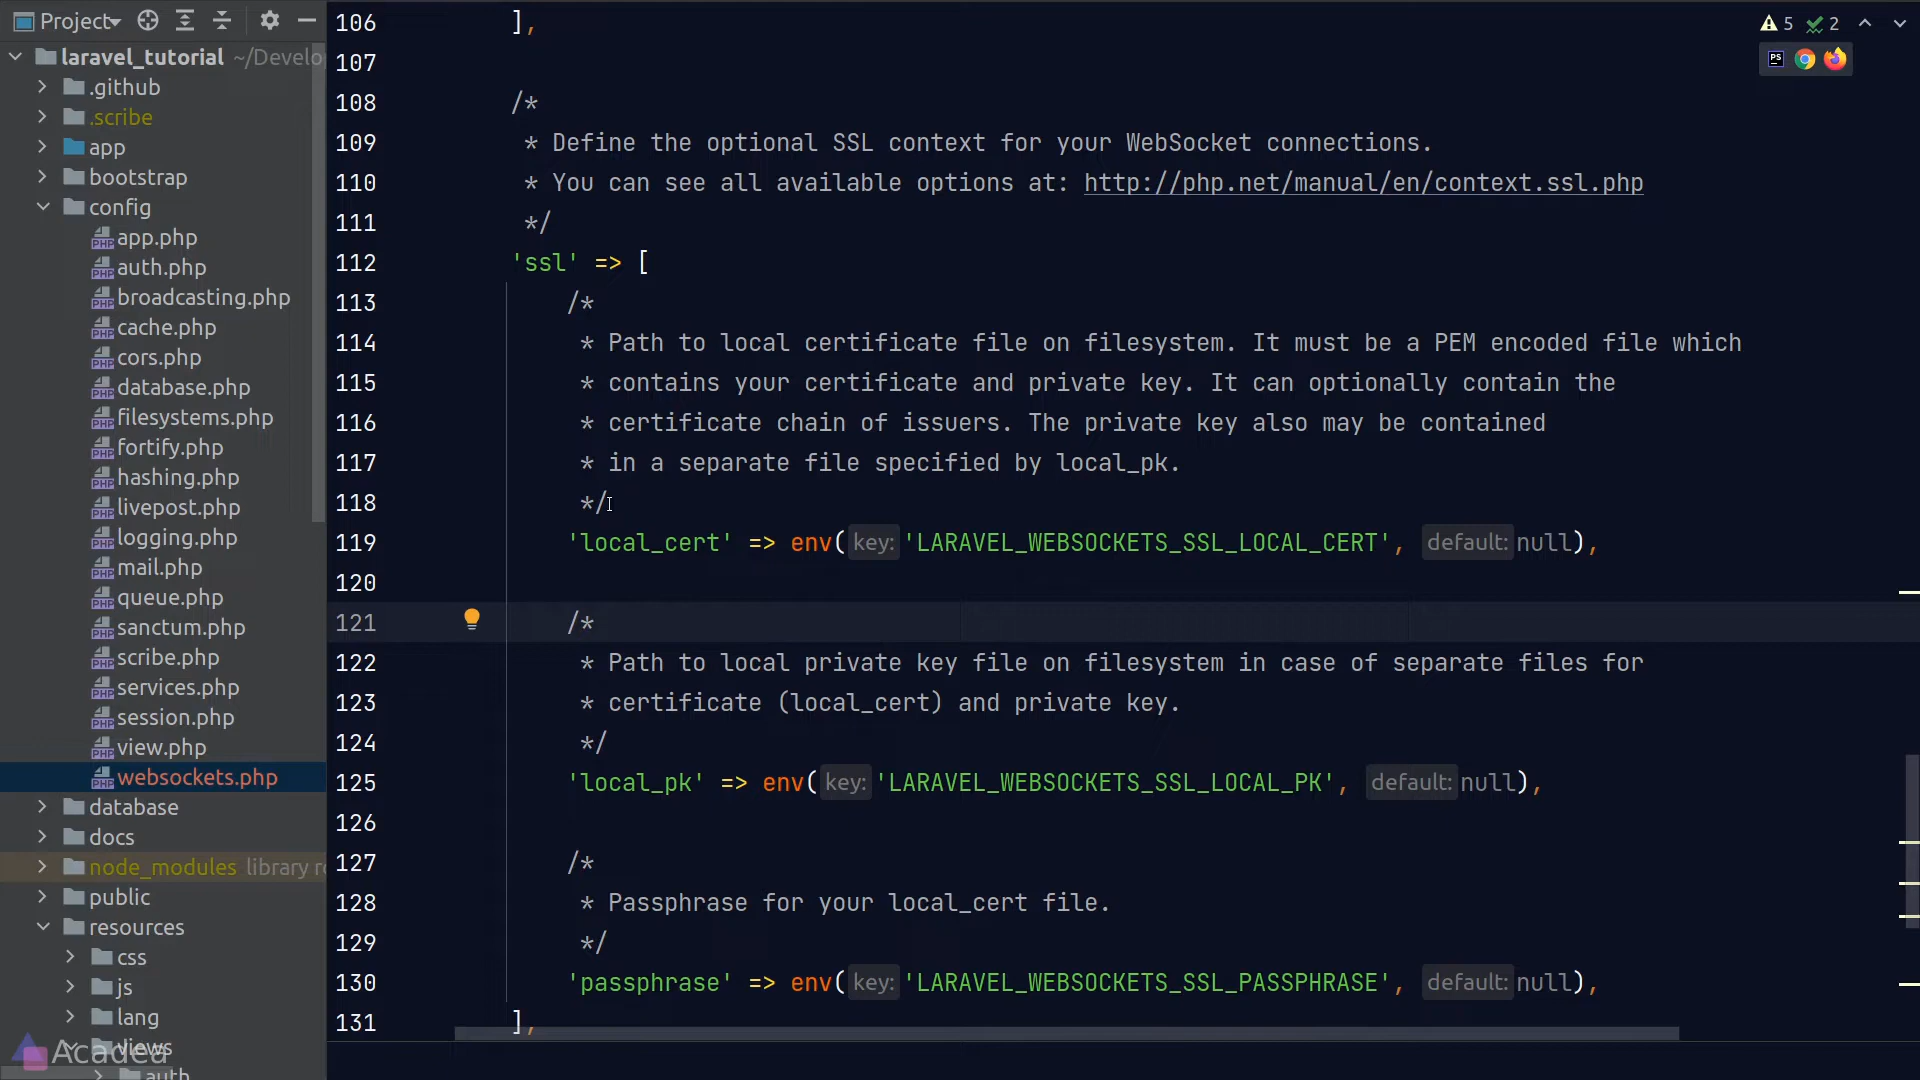 Project
laravel_tutorial ~/Develo
.github
.scribe
app
bootstrap
config
app.php
auth.php
broadcasting.php
cache.php
cors.php
database.php
filesystems.php
fortify.php
hashing.php
livepost.php
logging.php
mail.php
queue.php
sanctum.php
scribe.php
services.php
session.php
view.php
websockets.php
database
docs
node_modules library r
public
resources
css
js
lang
views
auth
Acadea
5 2
PS
106 ],
107
108 /*
109 * Define the optional SSL context for your WebSocket connections.
110 * You can see all available options at: http://php.net/manual/en/context.ssl.php
111 */
112 'ssl' => [
113 /*
114 * Path to local certificate file on filesystem. It must be a PEM encoded file which
115 * contains your certificate and private key. It can optionally contain the
116 * certificate chain of issuers. The private key also may be contained
117 * in a separate file specified by local_pk.
118 */
119 'local_cert' => env( key: 'LARAVEL_WEBSOCKETS_SSL_LOCAL_CERT', default: null),
120
121 /*
122 * Path to local private key file on filesystem in case of separate files for
123 * certificate (local_cert) and private key.
124 */
125 'local_pk' => env( key: 'LARAVEL_WEBSOCKETS_SSL_LOCAL_PK', default: null),
126
127 /*
128 * Passphrase for your local_cert file.
129 */
130 'passphrase' => env( key: 'LARAVEL_WEBSOCKETS_SSL_PASSPHRASE', default: null),
131 ],